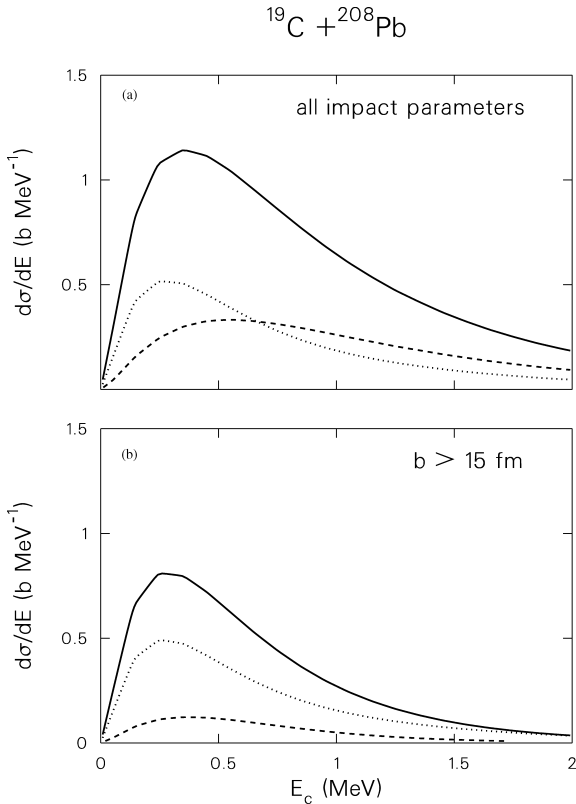 ¹⁹C +²⁰⁸Pb
1.5
(a)
all impact parameters
1
0.5
dσ/dE (b MeV⁻¹)
1.5
(b)
b > 15 fm
1
0.5
0
dσ/dE (b MeV⁻¹)
0 0.5 1 1.5 2
E_c (MeV)